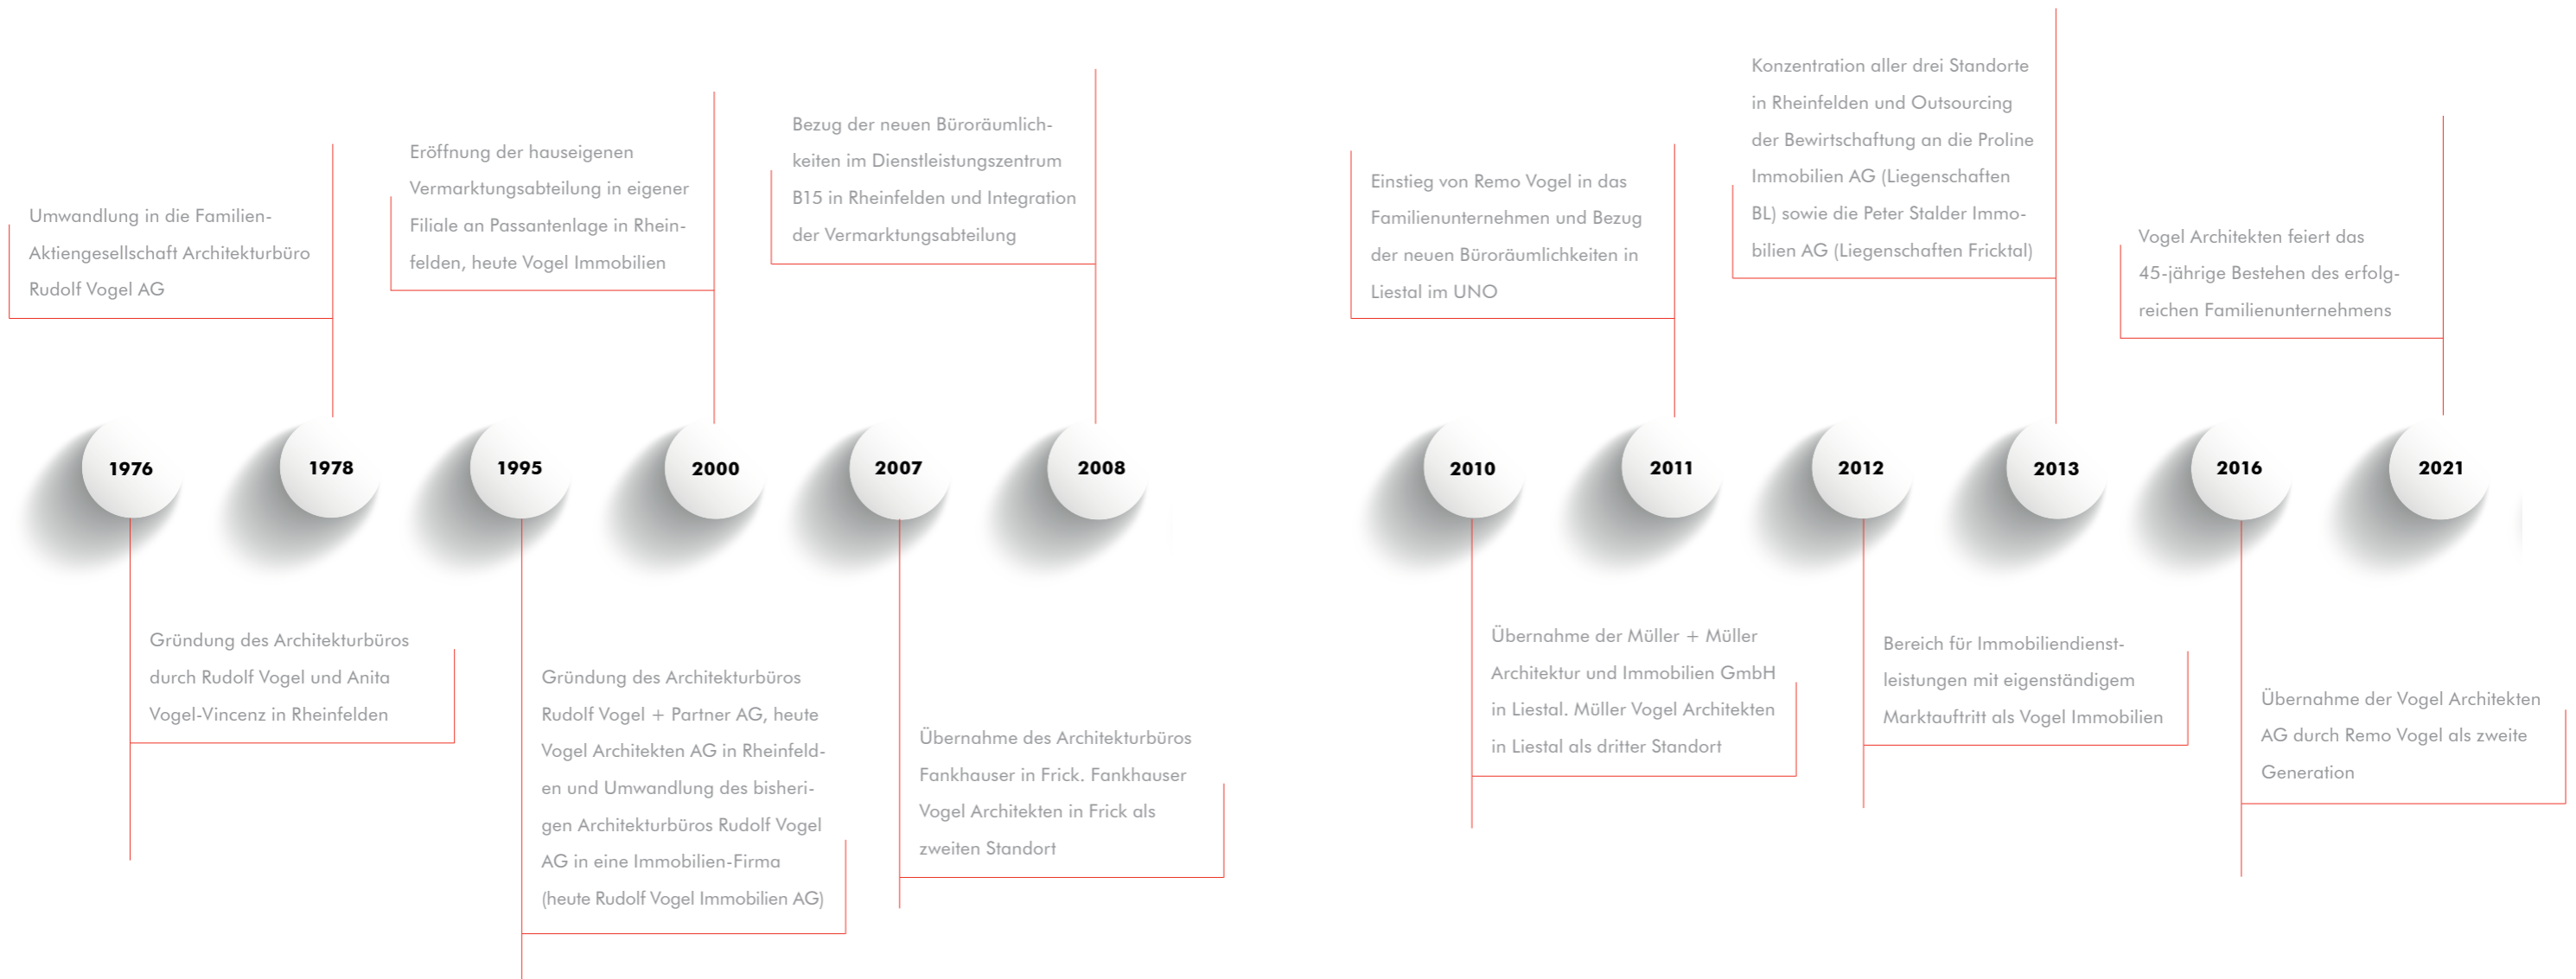 1976
Gründung des Architekturbüros
durch Rudolf Vogel und Anita
Vogel-Vincenz in Rheinfelden
1978
Umwandlung in die Familien-
Aktiengesellschaft Architekturbüro
Rudolf Vogel AG
1995
Gründung des Architekturbüros
Rudolf Vogel + Partner AG, heute
Vogel Architekten AG in Rheinfeld-
en und Umwandlung des bisheri-
gen Architekturbüros Rudolf Vogel
AG in eine Immobilien-Firma
(heute Rudolf Vogel Immobilien AG)
2000
Eröffnung der hauseigenen
Vermarktungsabteilung in eigener
Filiale an Passantenlage in Rhein-
felden, heute Vogel Immobilien
2007
Übernahme des Architekturbüros
Fankhauser in Frick. Fankhauser
Vogel Architekten in Frick als
zweiten Standort
2008
Bezug der neuen Büroräumlich-
keiten im Dienstleistungszentrum
B15 in Rheinfelden und Integration
der Vermarktungsabteilung
2010
Übernahme der Müller + Müller
Architektur und Immobilien GmbH
in Liestal. Müller Vogel Architekten
in Liestal als dritter Standort
2011
Einstieg von Remo Vogel in das
Familienunternehmen und Bezug
der neuen Büroräumlichkeiten in
Liestal im UNO
2012
Bereich für Immobiliendienst-
leistungen mit eigenständigem
Marktauftritt als Vogel Immobilien
2013
Konzentration aller drei Standorte
in Rheinfelden und Outsourcing
der Bewirtschaftung an die Proline
Immobilien AG (Liegenschaften
BL) sowie die Peter Stalder Immo-
bilien AG (Liegenschaften Fricktal)
2016
Übernahme der Vogel Architekten
AG durch Remo Vogel als zweite
Generation
2021
Vogel Architekten feiert das
45-jährige Bestehen des erfolg-
reichen Familienunternehmens